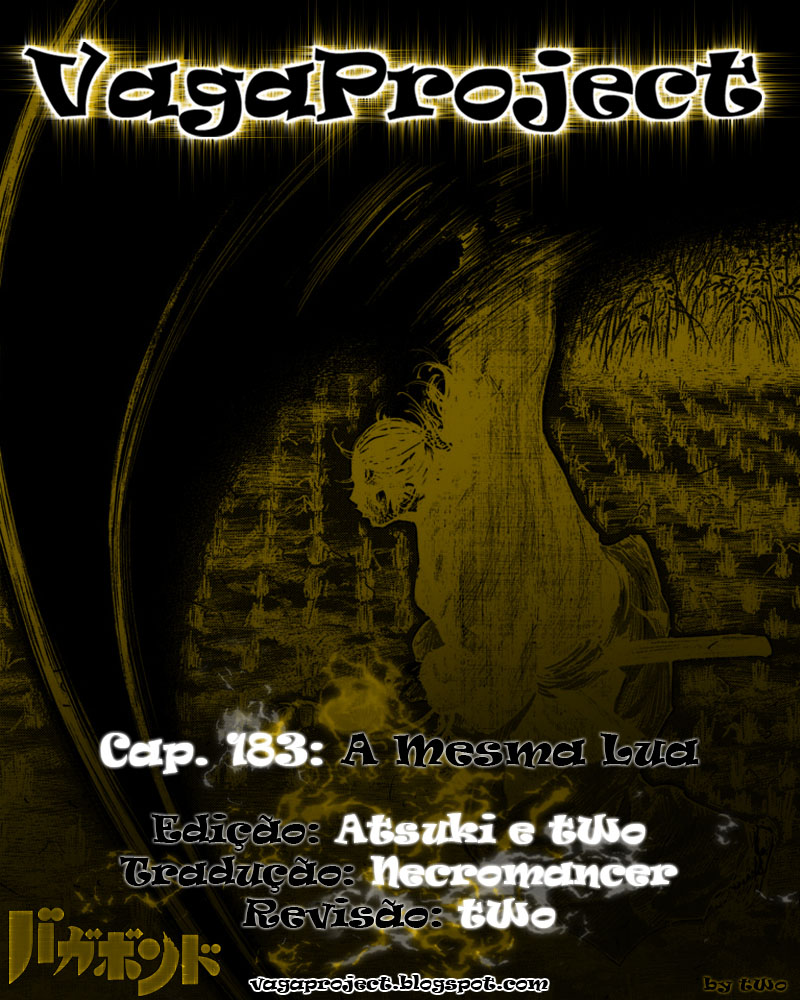 VagaProject
Cap. 183: A Mesma Lua
Edição: Atsuki e tWo
Tradução: Necromancer
Revisão: tWo
バガボンド
vagaproject.blogspot.com
by tWo